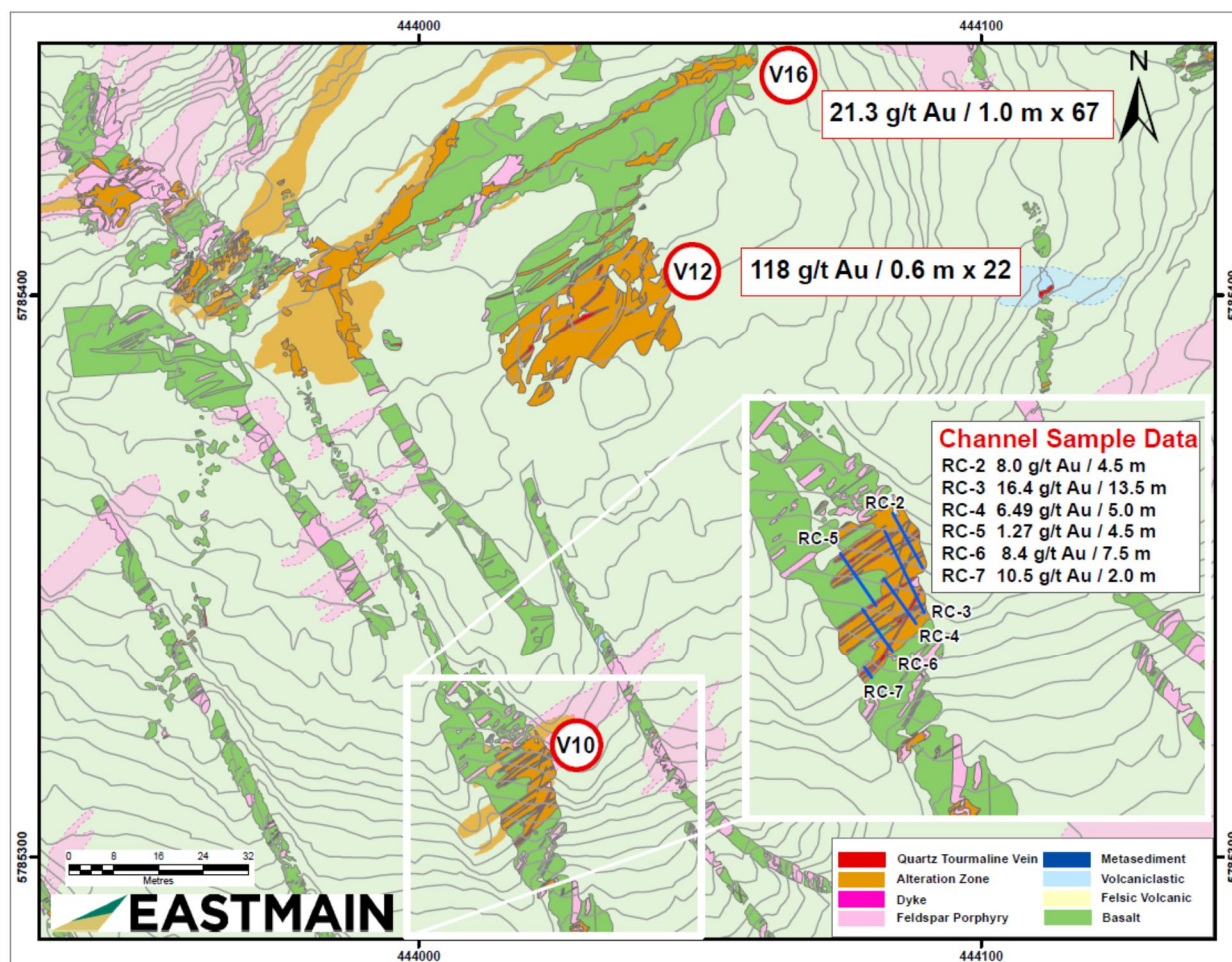 444000
444100
V16
N
21.3 g/t Au / 1.0 m x 67
V12
118 g/t Au / 0.6 m x 22
5785400
5785400
Channel Sample Data
RC-2 8.0 g/t Au / 4.5 m
RC-3 16.4 g/t Au / 13.5 m
RC-4 6.49 g/t Au / 5.0 m
RC-5 1.27 g/t Au / 4.5 m
RC-6 8.4 g/t Au / 7.5 m
RC-7 10.5 g/t Au / 2.0 m
RC-2
RC-5
RC-3
RC-4
RC-6
RC-7
V10
5785300
5785300
0 8 16 24 32
Metres
EASTMAIN
Quartz Tourmaline Vein
Alteration Zone
Dyke
Feldspar Porphyry
Metasediment
Volcaniclastic
Felsic Volcanic
Basalt
444000
444100